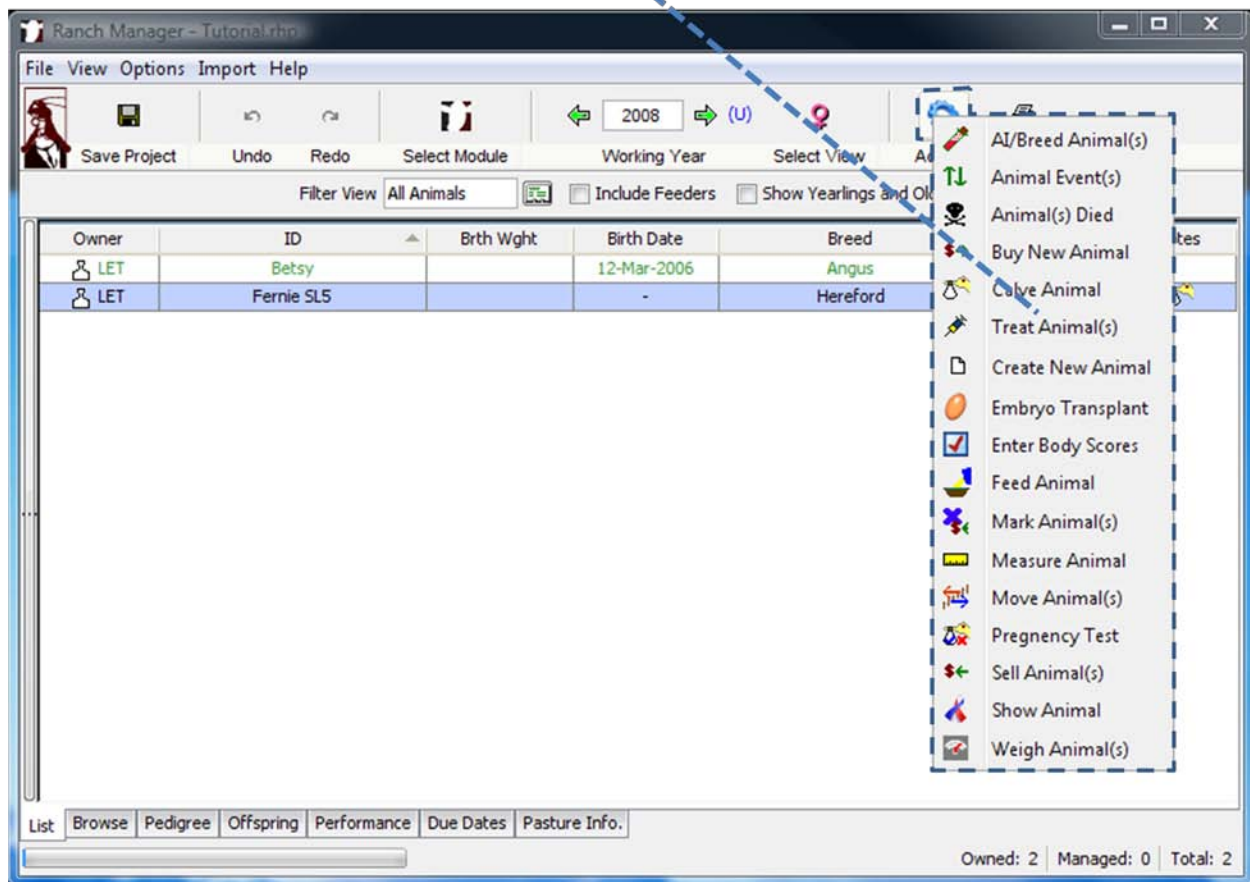 Ranch Manager - Tutorial.rhp
File View Options Import Help
2008 (U)
Save Project Undo Redo Select Module Working Year Select View
Filter View All Animals Include Feeders Show Yearlings and
Owner ID Brth Wght Birth Date Breed
LET Betsy 12-Mar-2006 Angus
LET Fernie SL5 - Hereford
AI/Breed Animal(s)
Animal Event(s)
Animal(s) Died
Buy New Animal
Calve Animal
Treat Animal(s)
Create New Animal
Embryo Transplant
Enter Body Scores
Feed Animal
Mark Animal(s)
Measure Animal
Move Animal(s)
Pregnency Test
Sell Animal(s)
Show Animal
Weigh Animal(s)
List Browse Pedigree Offspring Performance Due Dates Pasture Info.
Owned: 2 Managed: 0 Total: 2